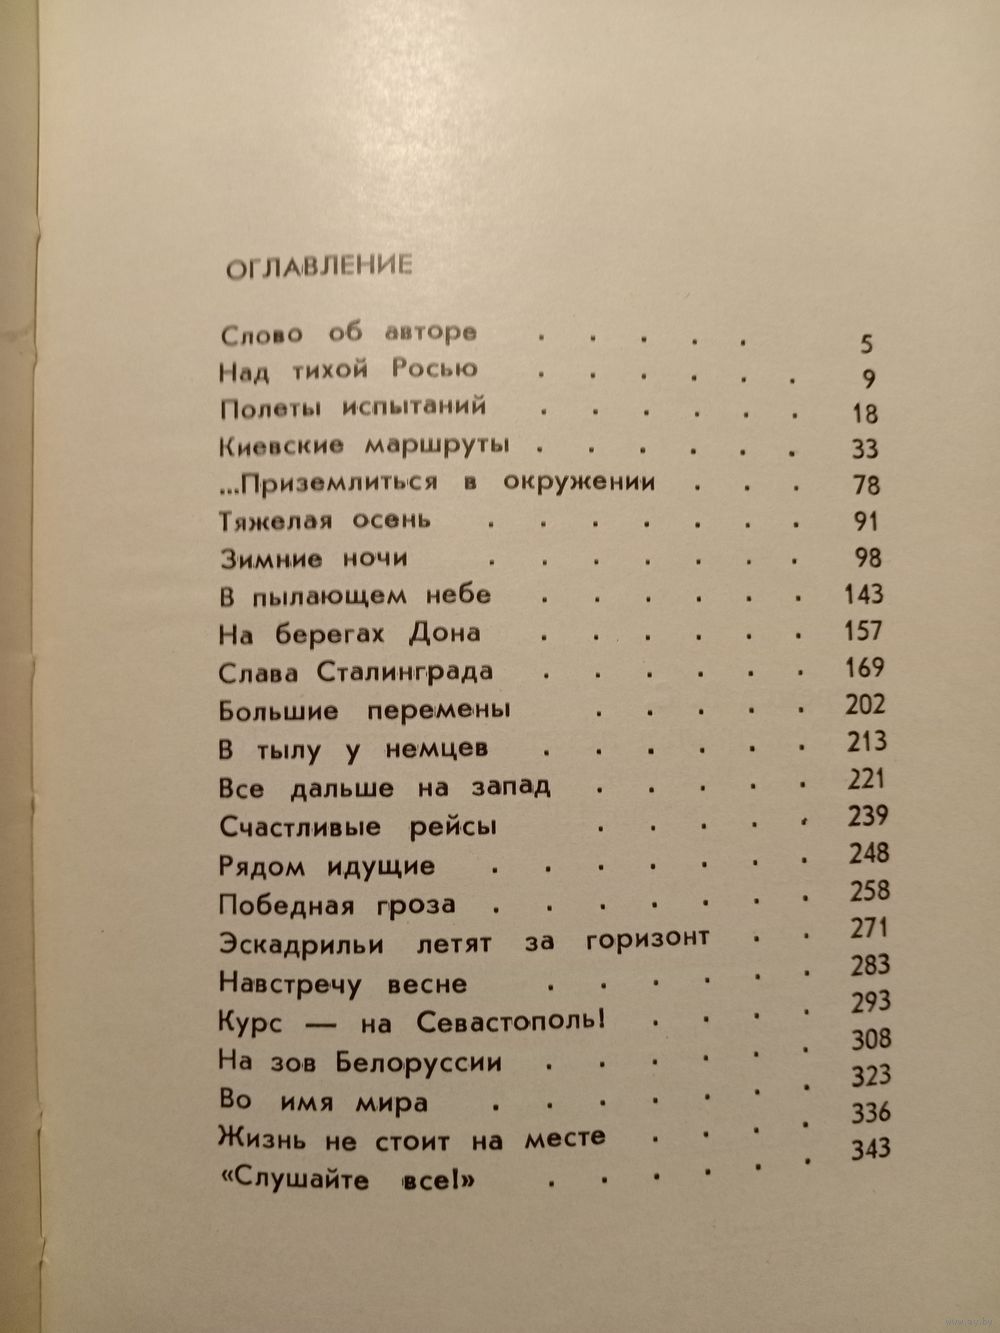 ОГЛАВЛЕНИЕ
Слово об авторе . . . . . 5
Над тихой Росью . . . . . . 9
Полеты испытаний . . . . . . 18
Киевские маршруты . . . . . . 33
...Приземлиться в окружении . . . 78
Тяжелая осень . . . . . . . 91
Зимние ночи . . . . . . . 98
В пылающем небе . . . . . . 143
На берегах Дона . . . . . . 157
Слава Сталинграда . . . . . . 169
Большие перемены . . . . . 202
В тылу у немцев . . . . . . 213
Все дальше на запад . . . . . 221
Счастливые рейсы . . . . . 239
Рядом идущие . . . . . . . 248
Победная гроза . . . . . . . 258
Эскадрильи летят за горизонт . . 271
Навстречу весне . . . . . . 283
Курс — на Севастополь! . . . . 293
На зов Белоруссии . . . . . . 308
Во имя мира . . . . . . . 323
Жизнь не стоит на месте . . . . 336
«Слушайте все!» . . . . . . 343
www.ay.by